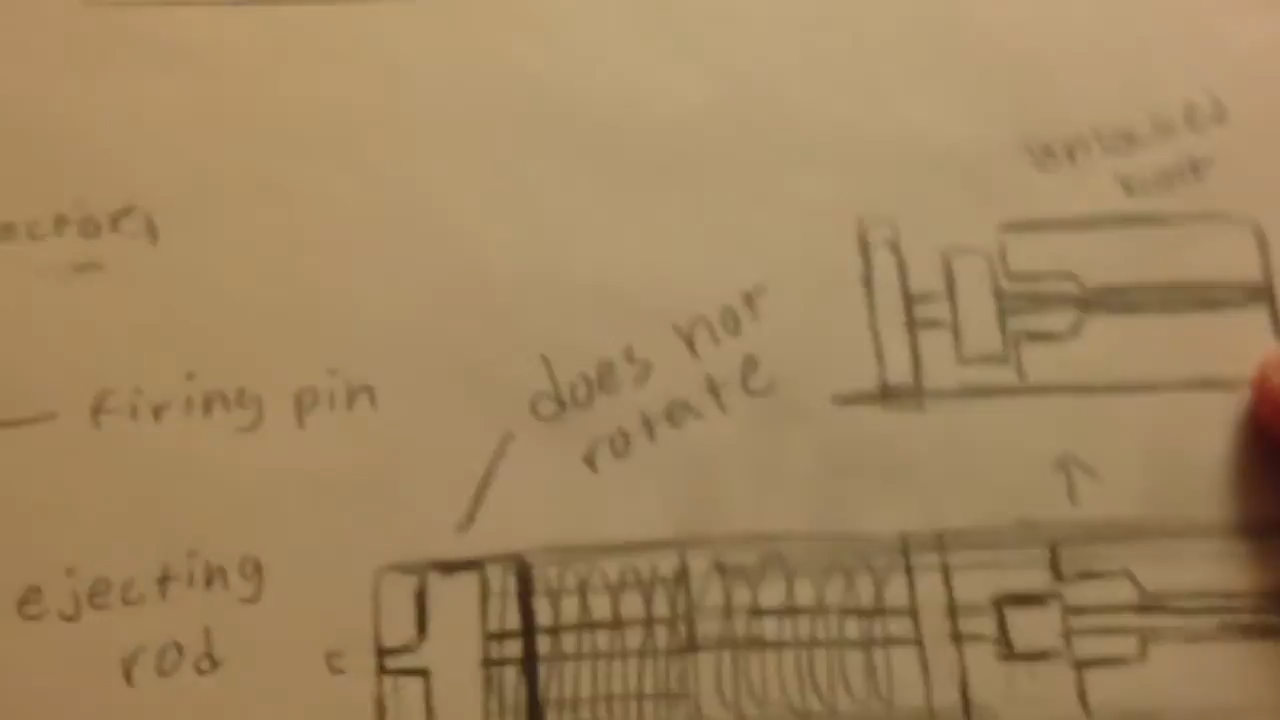 does not
rotate
firing pin
ejecting
rod
c